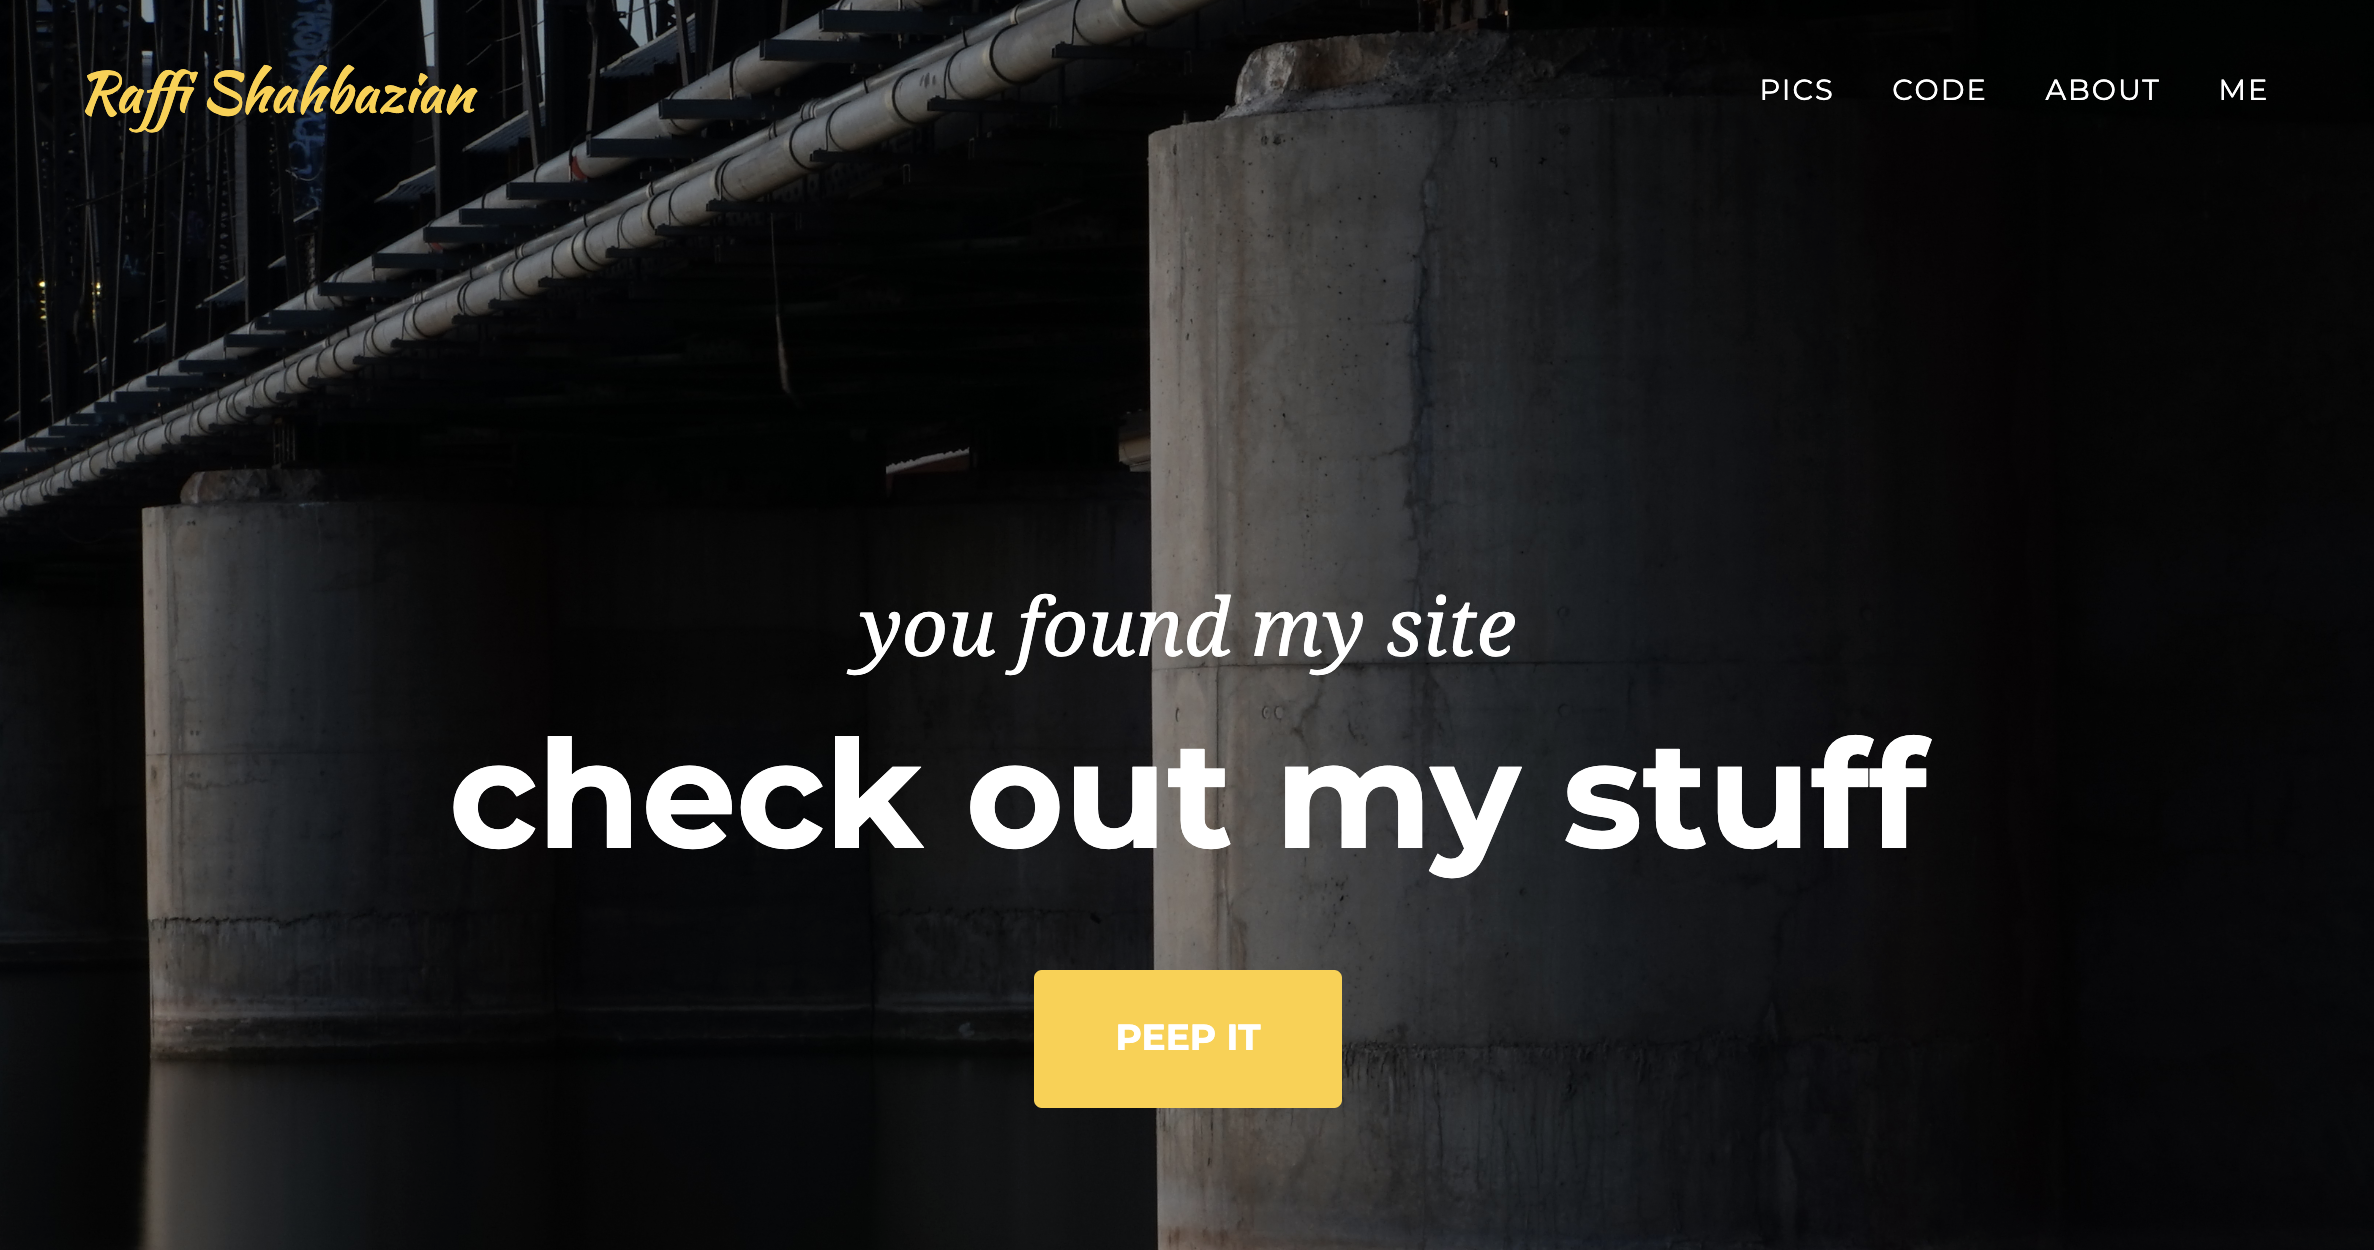 Raffi Shahbazian
PICS CODE ABOUT ME
you found my site
check out my stuff
PEEP IT